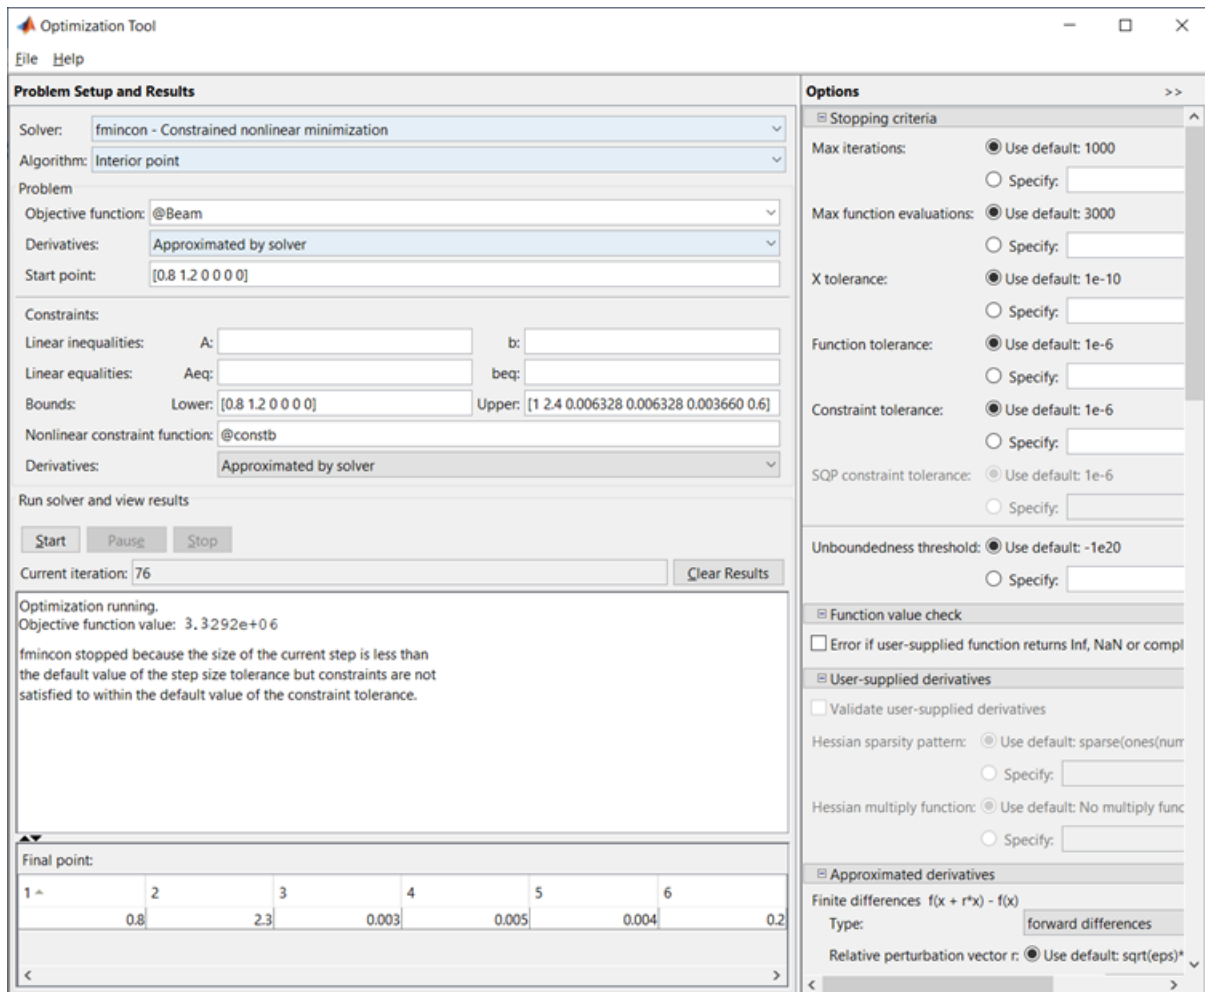 Optimization Tool
File Help
Problem Setup and Results
Solver: fmincon - Constrained nonlinear minimization
Algorithm: Interior point
Problem
Objective function: @Beam
Derivatives: Approximated by solver
Start point: [0.8 1.2 0 0 0 0]
Constraints:
Linear inequalities: A: b:
Linear equalities: Aeq: beq:
Bounds: Lower: [0.8 1.2 0 0 0 0] Upper: [1 2.4 0.006328 0.006328 0.003660 0.6]
Nonlinear constraint function: @constb
Derivatives: Approximated by solver
Run solver and view results
Start Pause Stop
Current iteration: 76 Clear Results
Optimization running.
Objective function value: 3.3292e+06
fmincon stopped because the size of the current step is less than
the default value of the step size tolerance but constraints are not
satisfied to within the default value of the constraint tolerance.
Final point:
1 2 3 4 5 6
0.8 2.3 0.003 0.005 0.004 0.2
Options >>
Stopping criteria
Max iterations: Use default: 1000
Specify:
Max function evaluations: Use default: 3000
Specify:
X tolerance: Use default: 1e-10
Specify:
Function tolerance: Use default: 1e-6
Specify:
Constraint tolerance: Use default: 1e-6
Specify:
SQP constraint tolerance: Use default: 1e-6
Specify:
Unboundedness threshold: Use default: -1e20
Specify:
Function value check
Error if user-supplied function returns Inf, NaN or compl
User-supplied derivatives
Validate user-supplied derivatives
Hessian sparsity pattern: Use default: sparse(ones(num
Specify:
Hessian multiply function: Use default: No multiply func
Specify:
Approximated derivatives
Finite differences f(x + r*x) - f(x)
Type: forward differences
Relative perturbation vector r: Use default: sqrt(eps)*